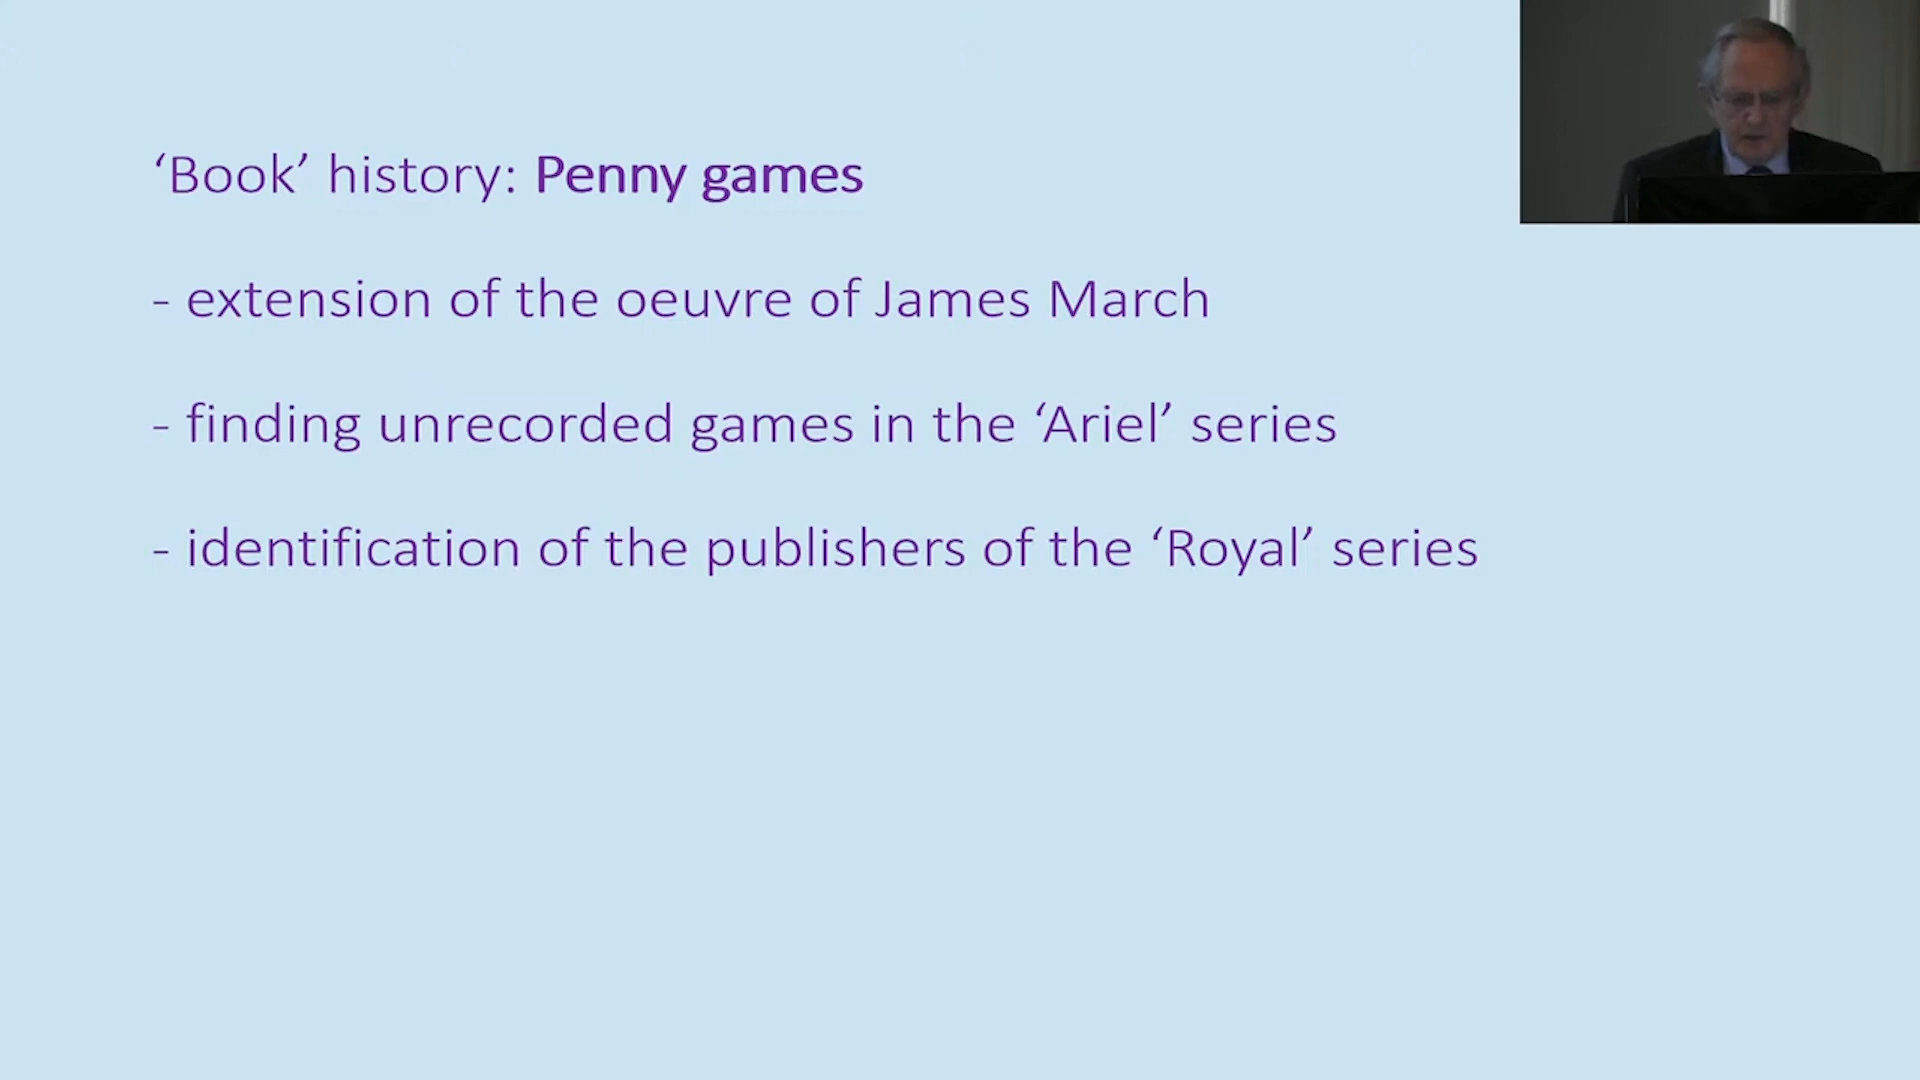 ‘Book’ history: Penny games
- extension of the oeuvre of James March
- finding unrecorded games in the ‘Ariel’ series
- identification of the publishers of the ‘Royal’ series